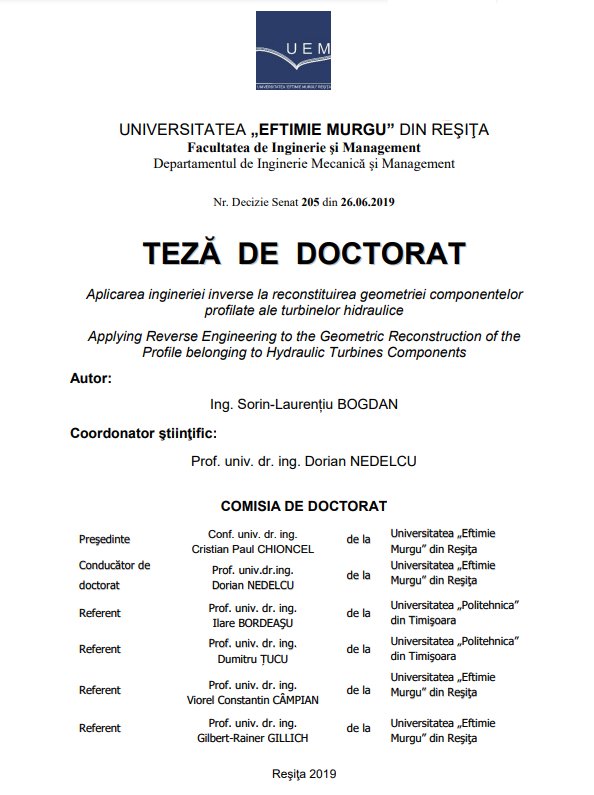 UEM
UNIVERSITATEA "EFTIMIE MURGU" REŞIŢA
UNIVERSITATEA „EFTIMIE MURGU” DIN REŞIŢA
Facultatea de Inginerie şi Management
Departamentul de Inginerie Mecanică şi Management
Nr. Decizie Senat 205 din 26.06.2019
TEZĂ DE DOCTORAT
Aplicarea ingineriei inverse la reconstituirea geometriei componentelor
profilate ale turbinelor hidraulice
Applying Reverse Engineering to the Geometric Reconstruction of the
Profile belonging to Hydraulic Turbines Components
Autor:
Ing. Sorin-Laurențiu BOGDAN
Coordonator ştiinţific:
Prof. univ. dr. ing. Dorian NEDELCU
COMISIA DE DOCTORAT
Preşedinte
Conf. univ. dr. ing.
Cristian Paul CHIONCEL
de la
Universitatea „Eftimie
Murgu” din Reşiţa
Conducător de
doctorat
Prof. univ.dr.ing.
Dorian NEDELCU
de la
Universitatea „Eftimie
Murgu” din Reşiţa
Referent
Prof. univ. dr. ing.
Ilare BORDEAŞU
de la
Universitatea „Politehnica”
din Timişoara
Referent
Prof. univ. dr. ing.
Dumitru ŢUCU
de la
Universitatea „Politehnica”
din Timişoara
Referent
Prof. univ. dr. ing.
Viorel Constantin CÂMPIAN
de la
Universitatea „Eftimie
Murgu” din Reşiţa
Referent
Prof. univ. dr. ing.
Gilbert-Rainer GILLICH
de la
Universitatea „Eftimie
Murgu” din Reşiţa
Reşiţa 2019